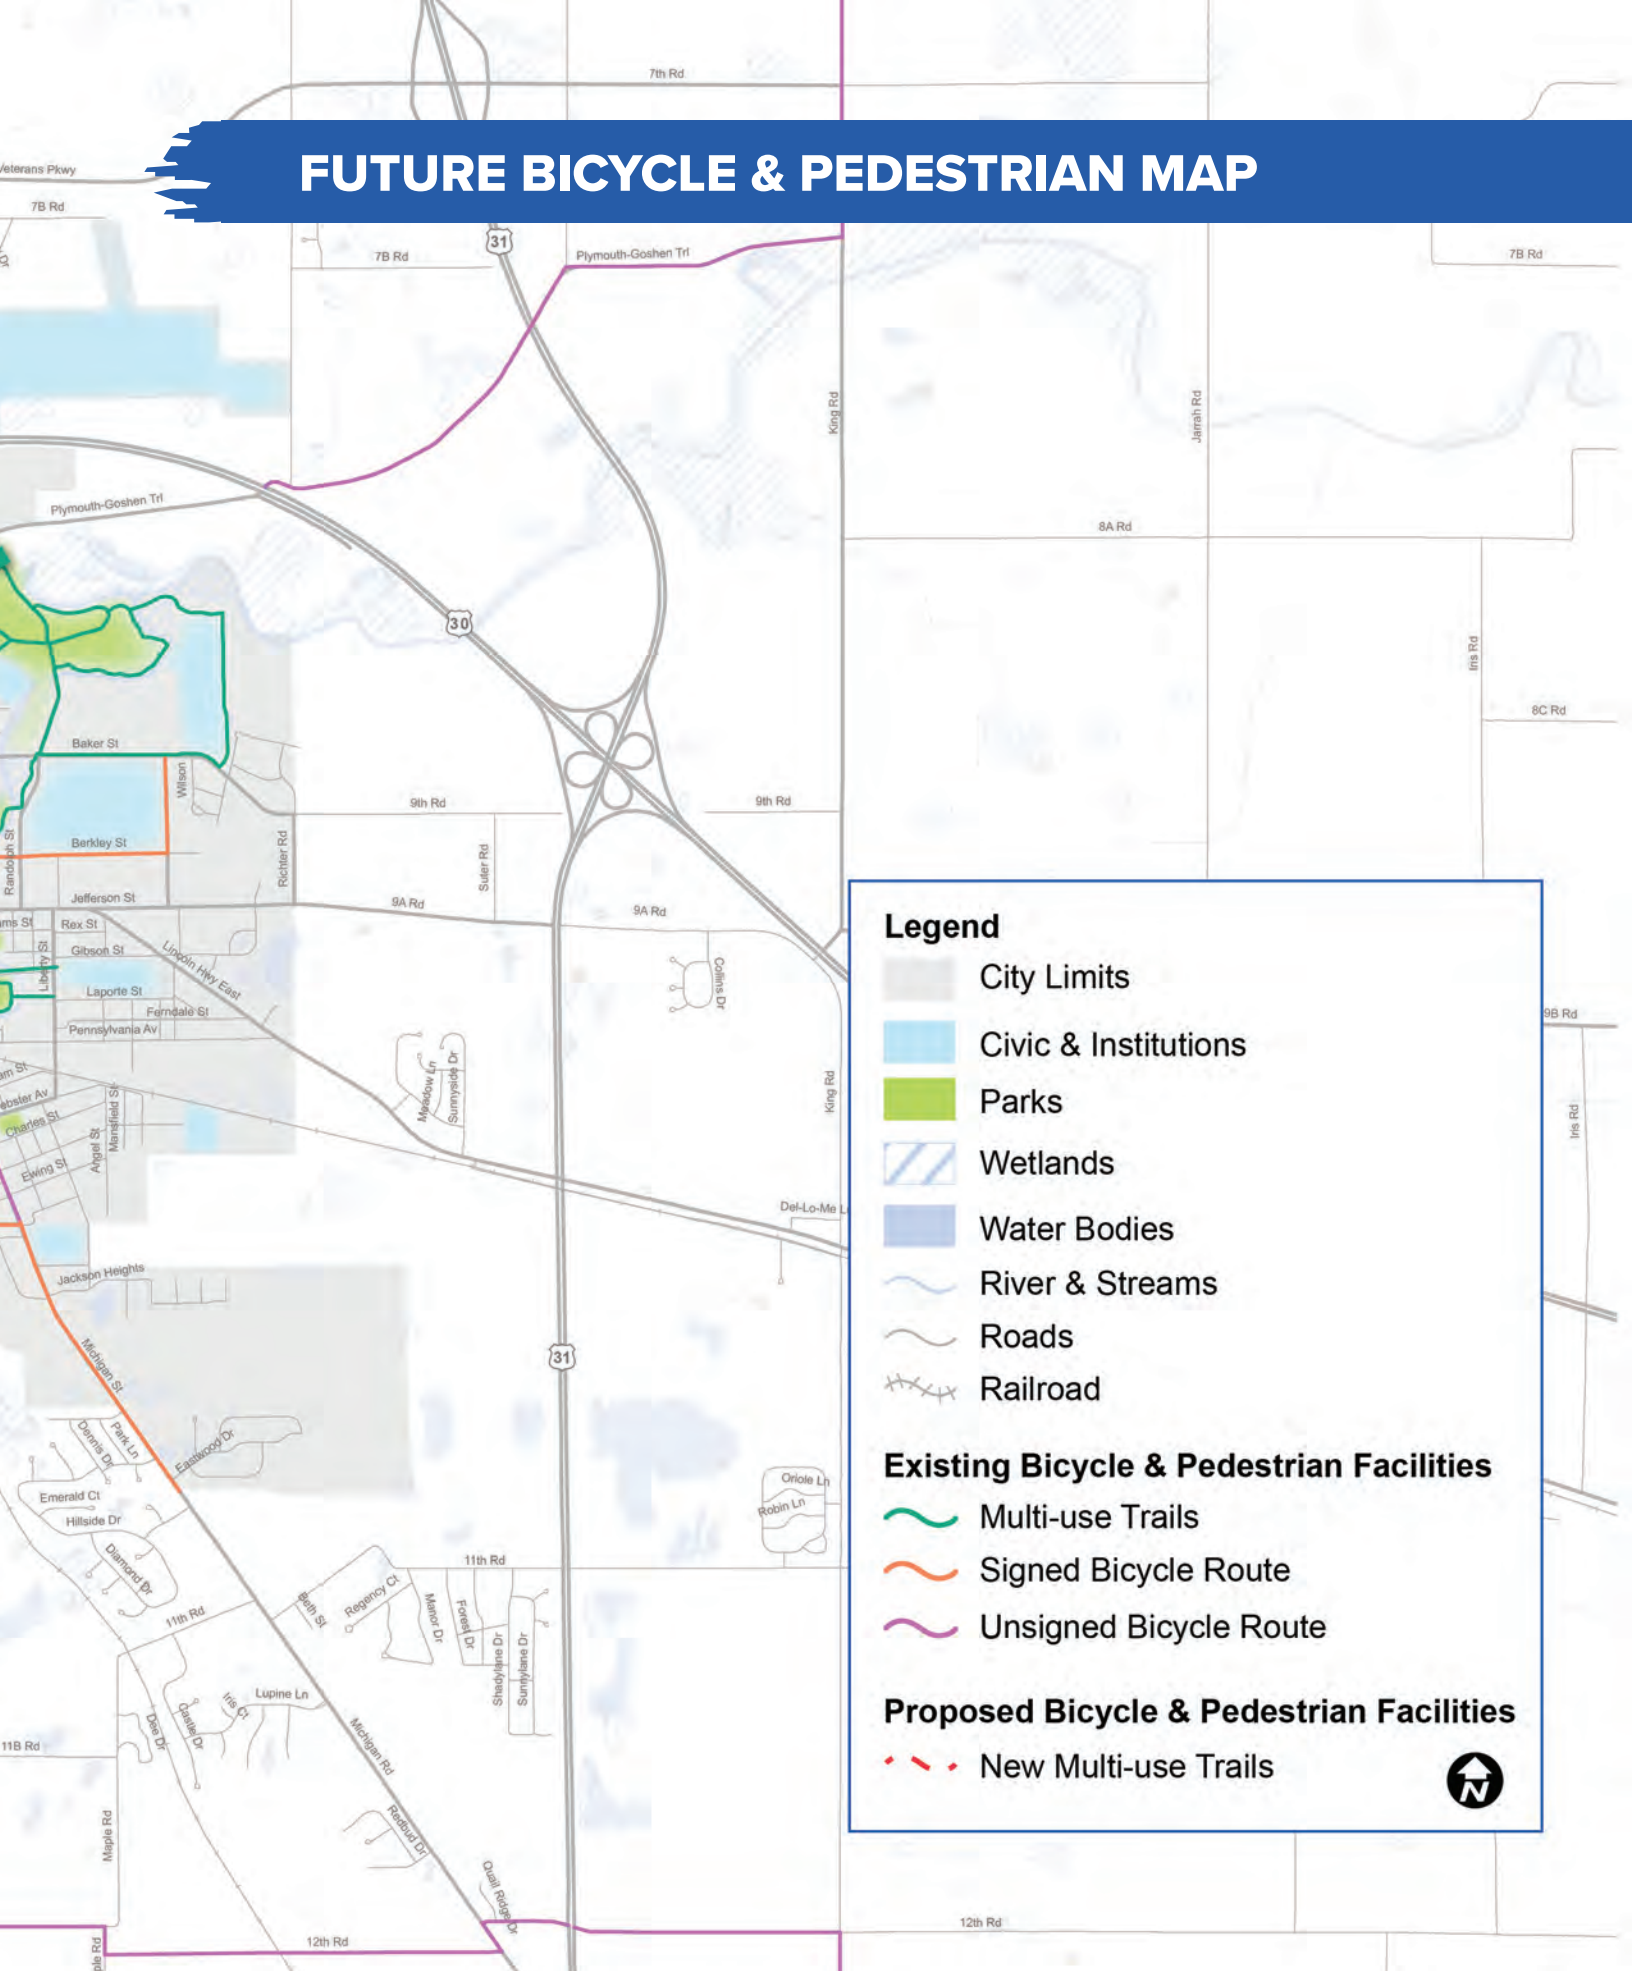 7th Rd
FUTURE BICYCLE & PEDESTRIAN MAP
Veterans Pkwy
7B Rd
31
7B Rd
Plymouth-Goshen Trl
7B Rd
King Rd
Jarrah Rd
Plymouth-Goshen Trl
8A Rd
30
Iris Rd
8C Rd
Baker St
Wilson
9th Rd
9th Rd
Berkley St
Randolph St
Richter Rd
Suter Rd
Jefferson St
9A Rd
9A Rd
ms St
Rex St
Gibson St
Liberty St
Lincoln Hwy East
Laporte St
Ferndale St
Pennsylvania Av
Collins Dr
am St
ebster Av
Charles St
Mansfield St
Angel St
Ewing St
Meadow Ln
Sunnyside Dr
King Rd
Del-Lo-Me L
9B Rd
Iris Rd
Jackson Heights
Michigan St
31
Dennis Dr
Park Ln
Eastwood Dr
Emerald Ct
Hillside Dr
Diamond Dr
Oriole Ln
Robin Ln
11th Rd
11th Rd
Beth St
Regency Ct
Manor Dr
Forest Dr
Shadylane Dr
Sunnylane Dr
Lupine Ln
Iris Ct
Castle Dr
Dee Dr
11B Rd
Michigan Rd
Maple Rd
Redbud Dr
Quail Ridge Dr
12th Rd
12th Rd
ple Rd
Legend
City Limits
Civic & Institutions
Parks
Wetlands
Water Bodies
River & Streams
Roads
Railroad
Existing Bicycle & Pedestrian Facilities
Multi-use Trails
Signed Bicycle Route
Unsigned Bicycle Route
Proposed Bicycle & Pedestrian Facilities
New Multi-use Trails
N